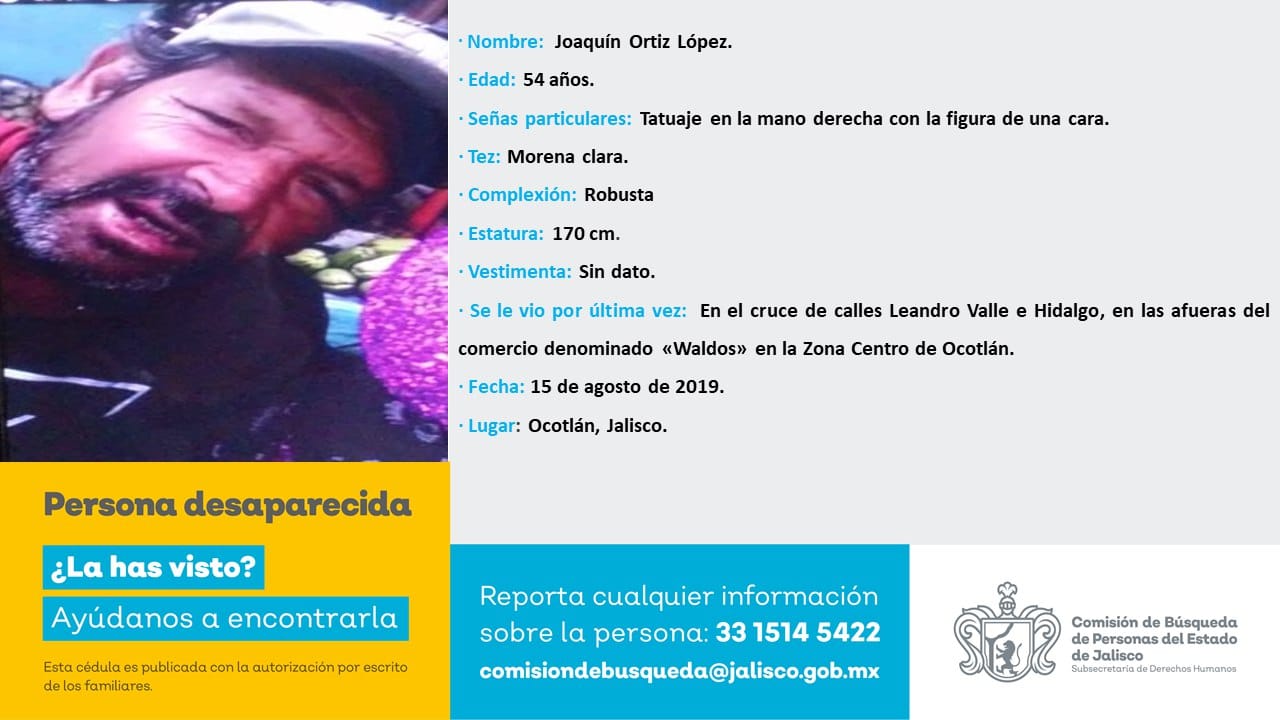 · Nombre: Joaquín Ortiz López.
· Edad: 54 años.
· Señas particulares: Tatuaje en la mano derecha con la figura de una cara.
· Tez: Morena clara.
· Complexión: Robusta
· Estatura: 170 cm.
· Vestimenta: Sin dato.
· Se le vio por última vez: En el cruce de calles Leandro Valle e Hidalgo, en las afueras del
comercio denominado «Waldos» en la Zona Centro de Ocotlán.
· Fecha: 15 de agosto de 2019.
· Lugar: Ocotlán, Jalisco.
Persona desaparecida
¿La has visto?
Ayúdanos a encontrarla
Esta cédula es publicada con la autorización por escrito
de los familiares.
Reporta cualquier información
sobre la persona: 33 1514 5422
comisiondebusqueda@jalisco.gob.mx
Comisión de Búsqueda
de Personas del Estado
de Jalisco
Subsecretaría de Derechos Humanos